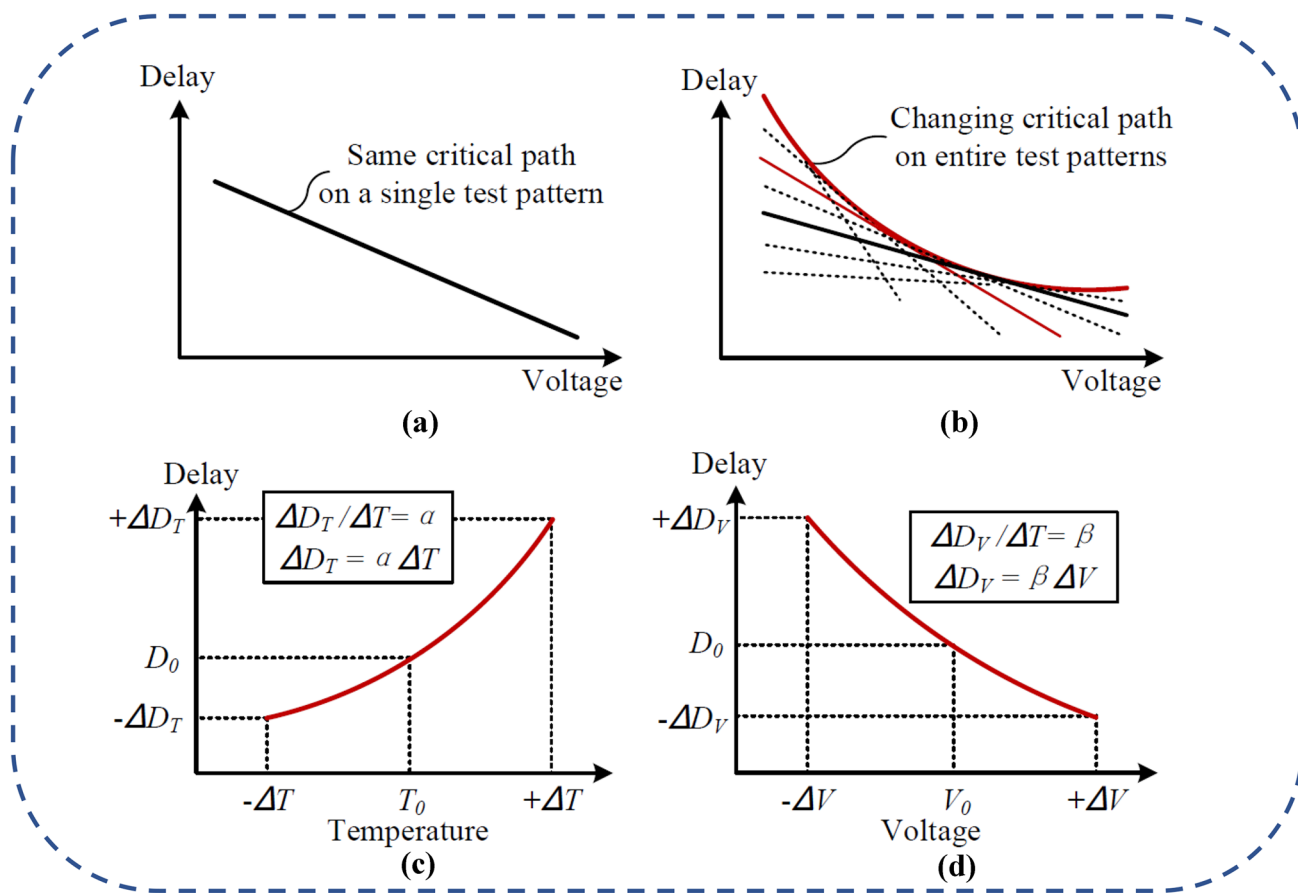 Delay
Same critical path
on a single test pattern
Voltage
(a)
Delay
Changing critical path
on entire test patterns
Voltage
(b)
Delay
+ΔD_T
ΔD_T/ΔT = α
ΔD_T = α ΔT
D_0
-ΔD_T
-ΔT T_0 +ΔT
Temperature
(c)
Delay
+ΔD_V
ΔD_V/ΔT = β
ΔD_V = β ΔV
D_0
-ΔD_V
-ΔV V_0 +ΔV
Voltage
(d)